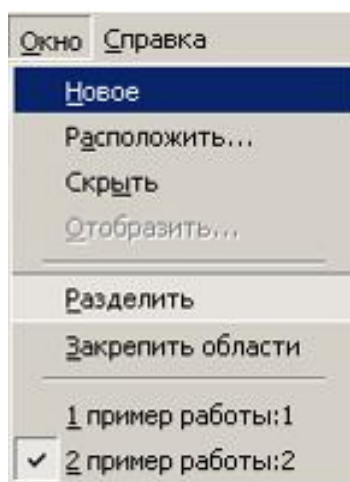 Окно Справка
Новое
Расположить...
Скрыть
Отобразить...
Разделить
Закрепить области
1 пример работы:1
2 пример работы:2